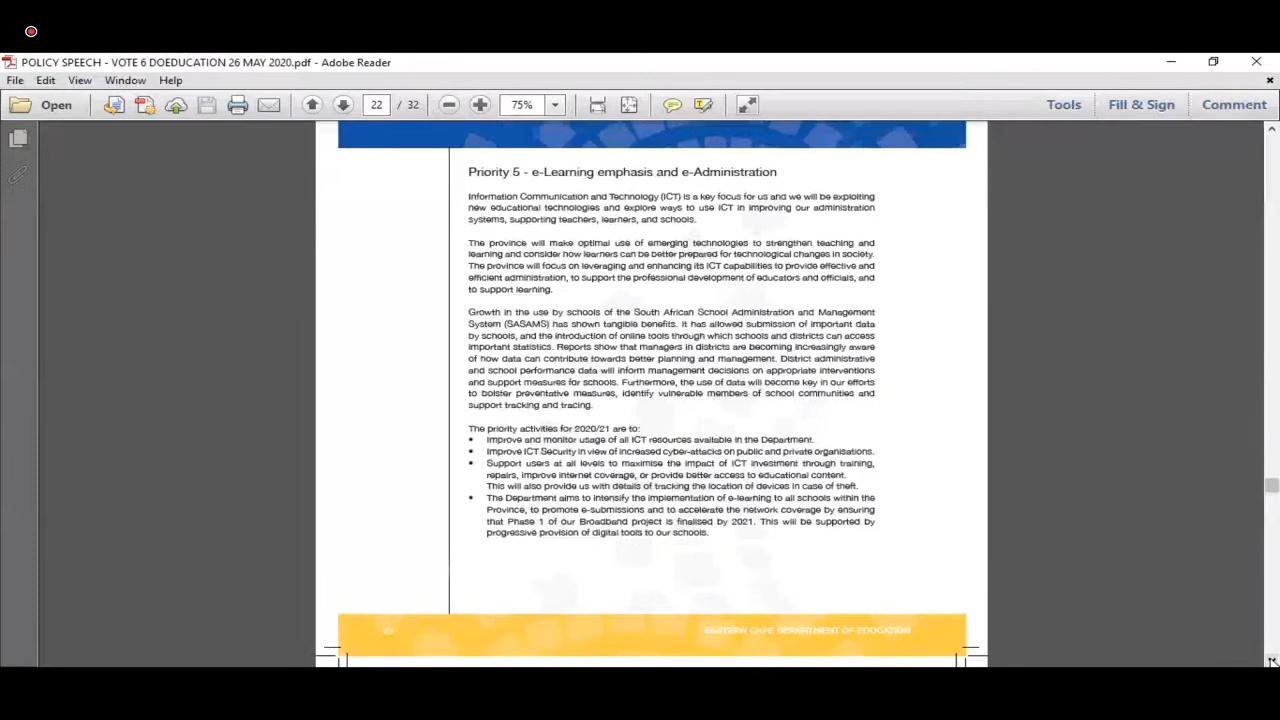 POLICY SPEECH - VOTE 6 DOEDUCATION 26 MAY 2020.pdf - Adobe Reader
File Edit View Window Help
Open 22 / 32 75% Tools Fill & Sign Comment
Priority 5 - e-Learning emphasis and e-Administration
Information Communication and Technology (ICT) is a key focus for us and we will be exploiting
new educational technologies and explore ways to use ICT in improving our administration
systems, supporting teachers, learners, and schools.
The province will make optimal use of emerging technologies to strengthen teaching and
learning and consider how learners can be better prepared for technological changes in society.
The province will focus on leveraging and enhancing its ICT capabilities to provide effective and
efficient administration, to support the professional development of educators and officials, and
to support learning.
Growth in the use by schools of the South African School Administration and Management
System (SASAMS) has shown tangible benefits. It has allowed submission of important data
by schools, and the introduction of online tools through which schools and districts can access
important statistics. Reports show that managers in districts are becoming increasingly aware
of how data can contribute towards better planning and management. District administrative
and school performance data will inform management decisions on appropriate interventions
and support measures for schools. Furthermore, the use of data will become key in our efforts
to bolster preventative measures, identify vulnerable members of school communities and
support tracking and tracing.
The priority activities for 2020/21 are to:
• Improve and monitor usage of all ICT resources available in the Department.
• Improve ICT Security in view of increased cyber-attacks on public and private organisations.
• Support users at all levels to maximise the impact of ICT investment through training,
repairs, improve internet coverage, or provide better access to educational content.
This will also provide us with details of tracking the location of devices in case of theft.
• The Department aims to intensify the implementation of e-learning to all schools within the
Province, to promote e-submissions and to accelerate the network coverage by ensuring
that Phase 1 of our Broadband project is finalised by 2021. This will be supported by
progressive provision of digital tools to our schools.
EASTERN CAPE DEPARTMENT OF EDUCATION